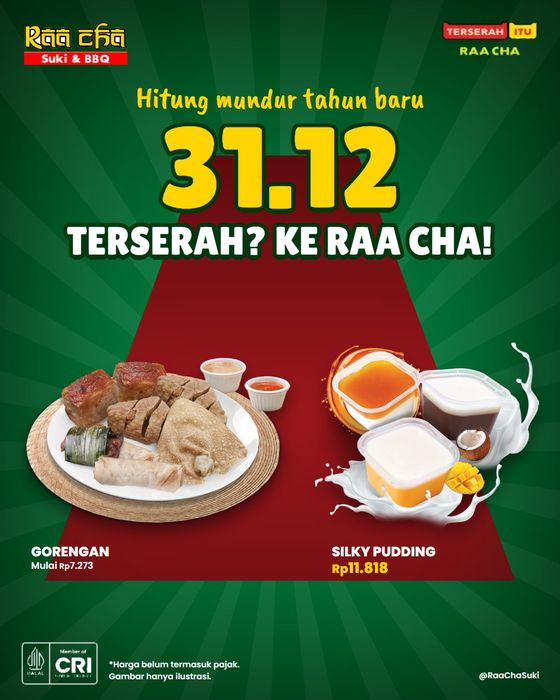 Raa cha
Suki & BBQ
TERSERAH ITU
RAA CHA
Hitung mundur tahun baru
31.12
TERSERAH? KE RAA CHA!
GORENGAN
Mulai Rp7.273
SILKY PUDDING
Rp11.818
HALAL
Member of
CRI
*Harga belum termasuk pajak.
Gambar hanya ilustrasi.
@RaaChaSuki